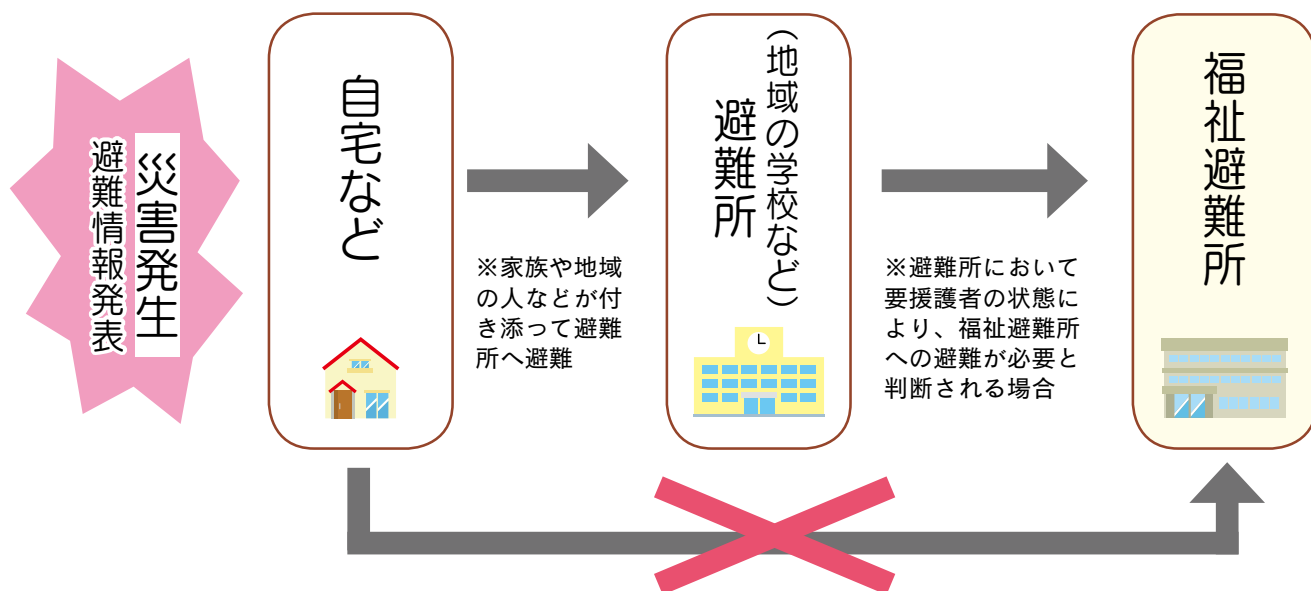 災害発生
避難情報発表
自宅など
※家族や地域
の人などが付
き添って避難
所へ避難
(地域の学校など)
避難所
※避難所において
要援護者の状態に
より、福祉避難所
への避難が必要と
判断される場合
福祉避難所